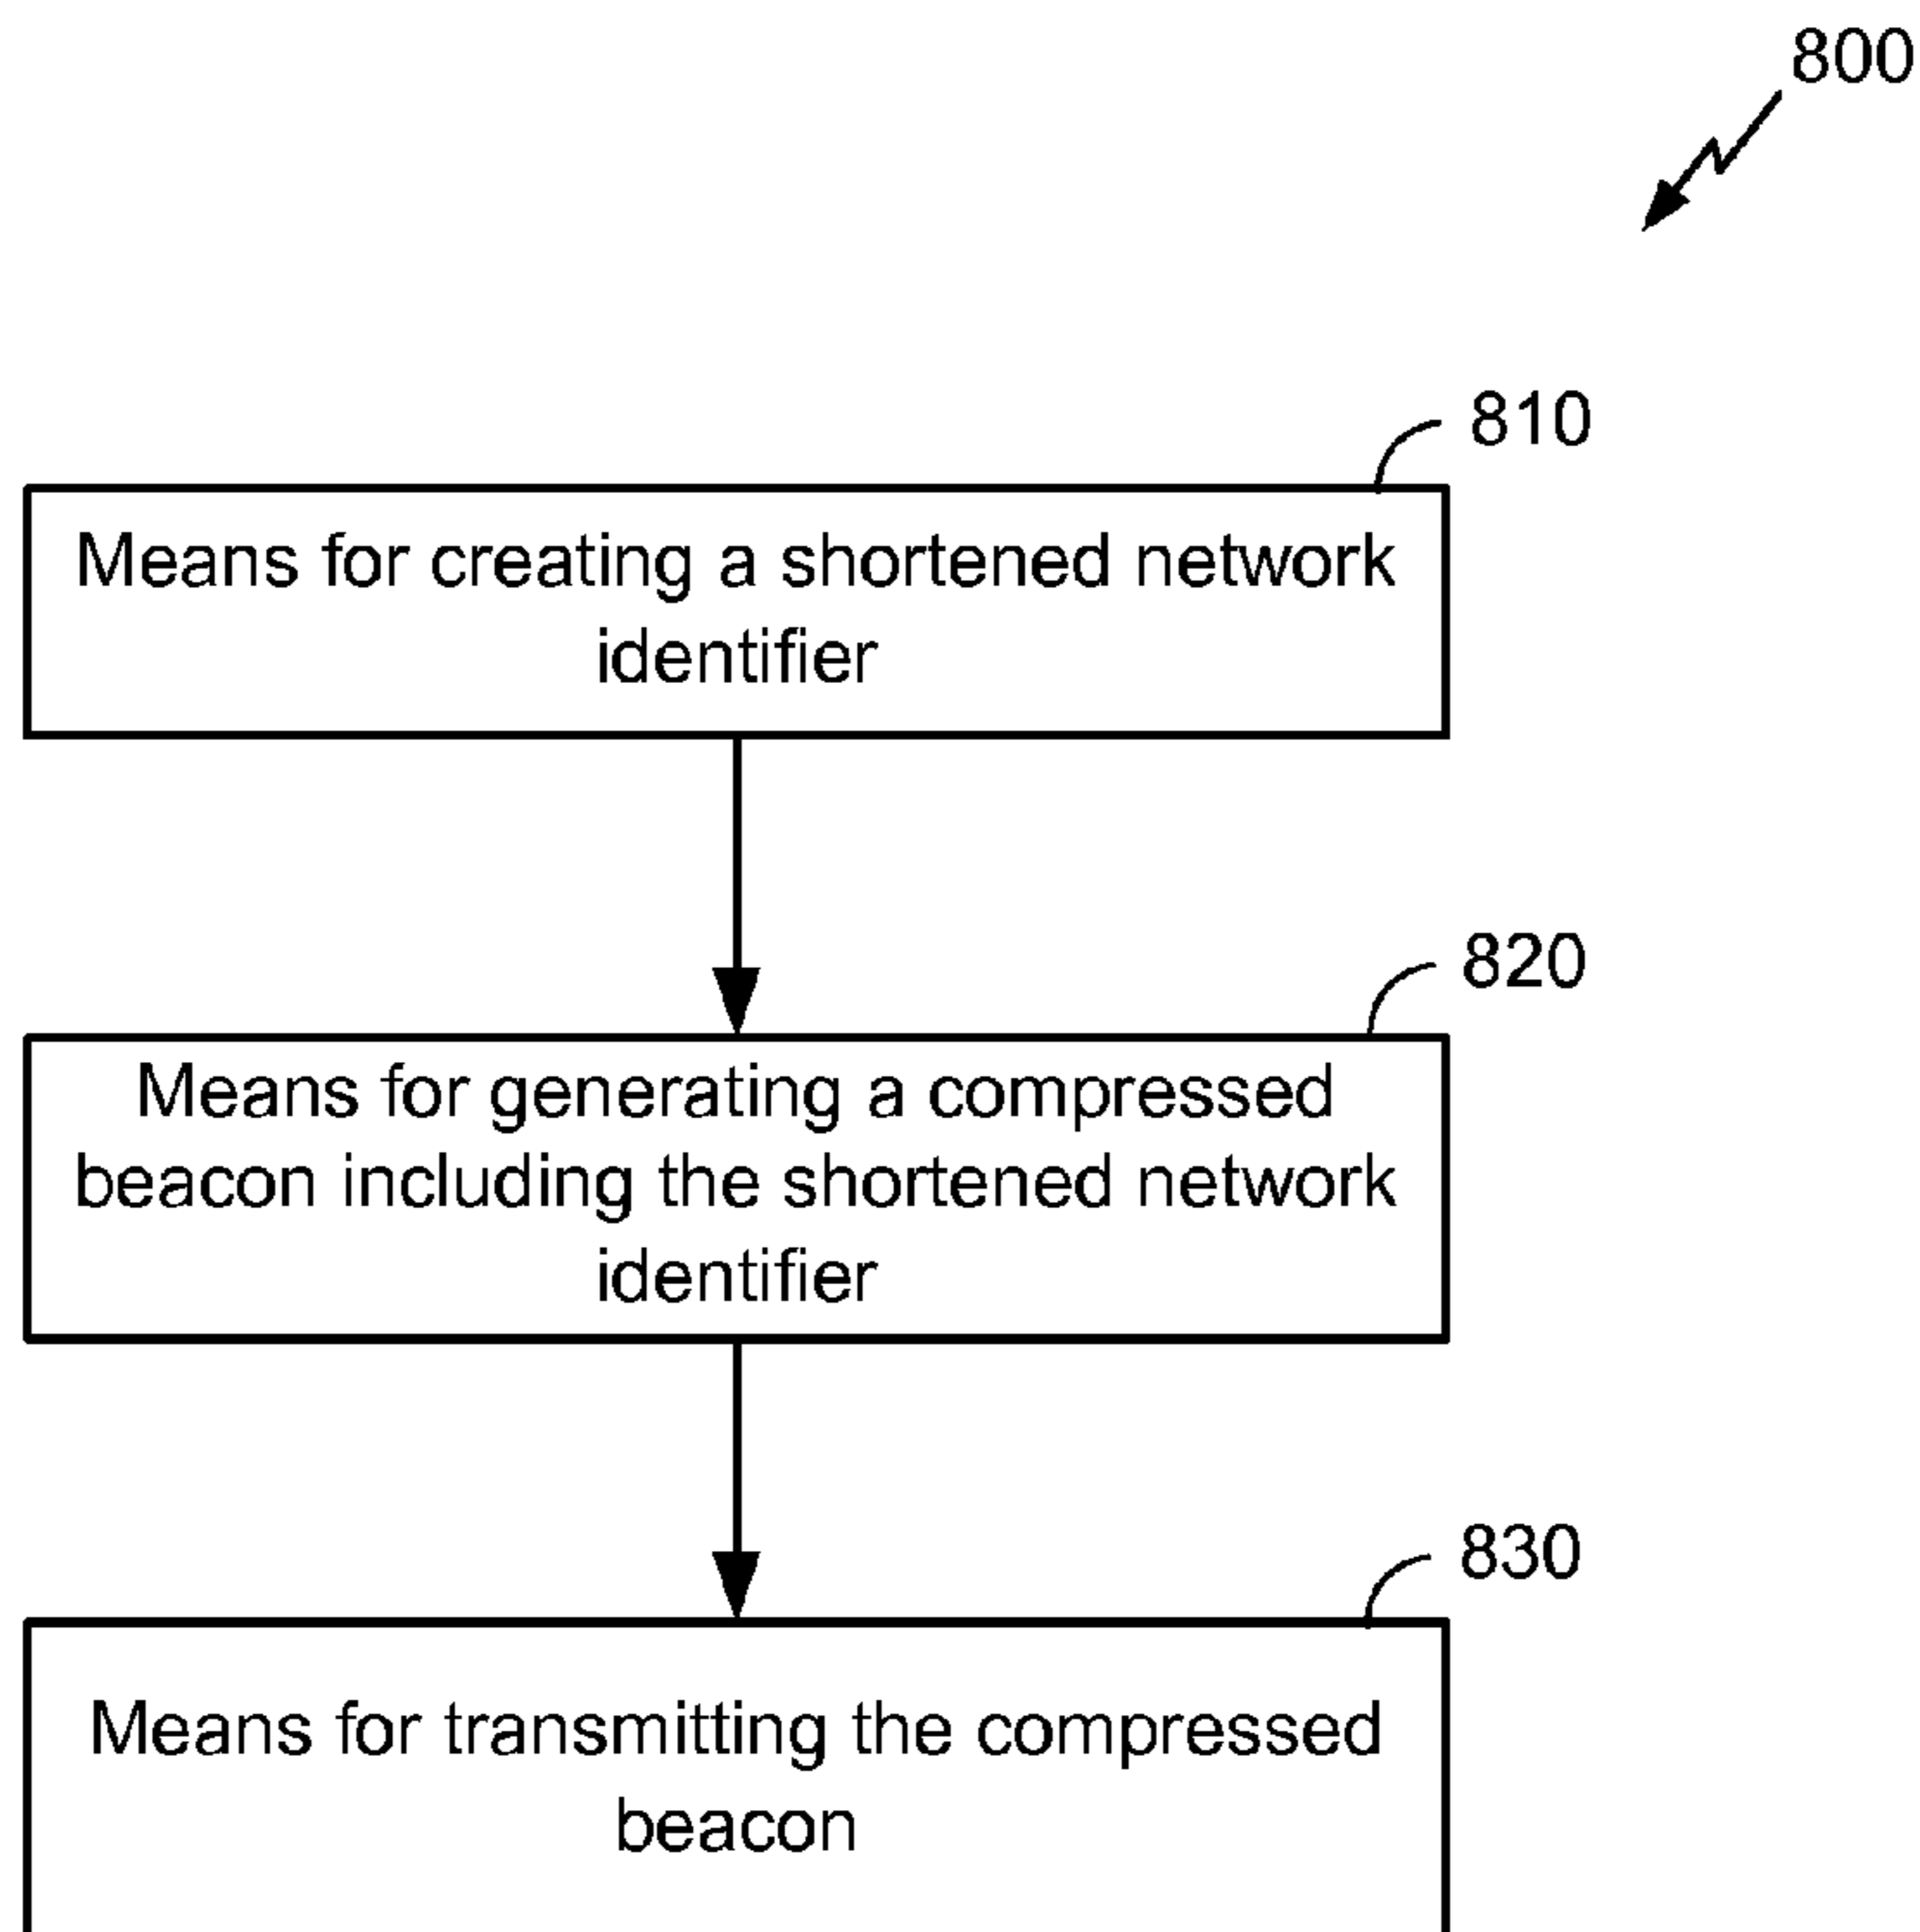 800
810
Means for creating a shortened network
identifier
820
Means for generating a compressed
beacon including the shortened network
identifier
830
Means for transmitting the compressed
beacon